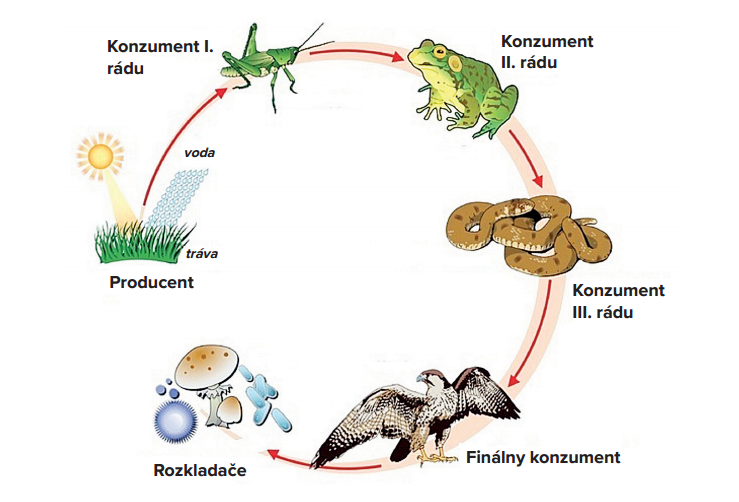 Konzument I.
rádu
Konzument
II. rádu
voda
tráva
Producent
Konzument
III. rádu
Finálny konzument
Rozkladače